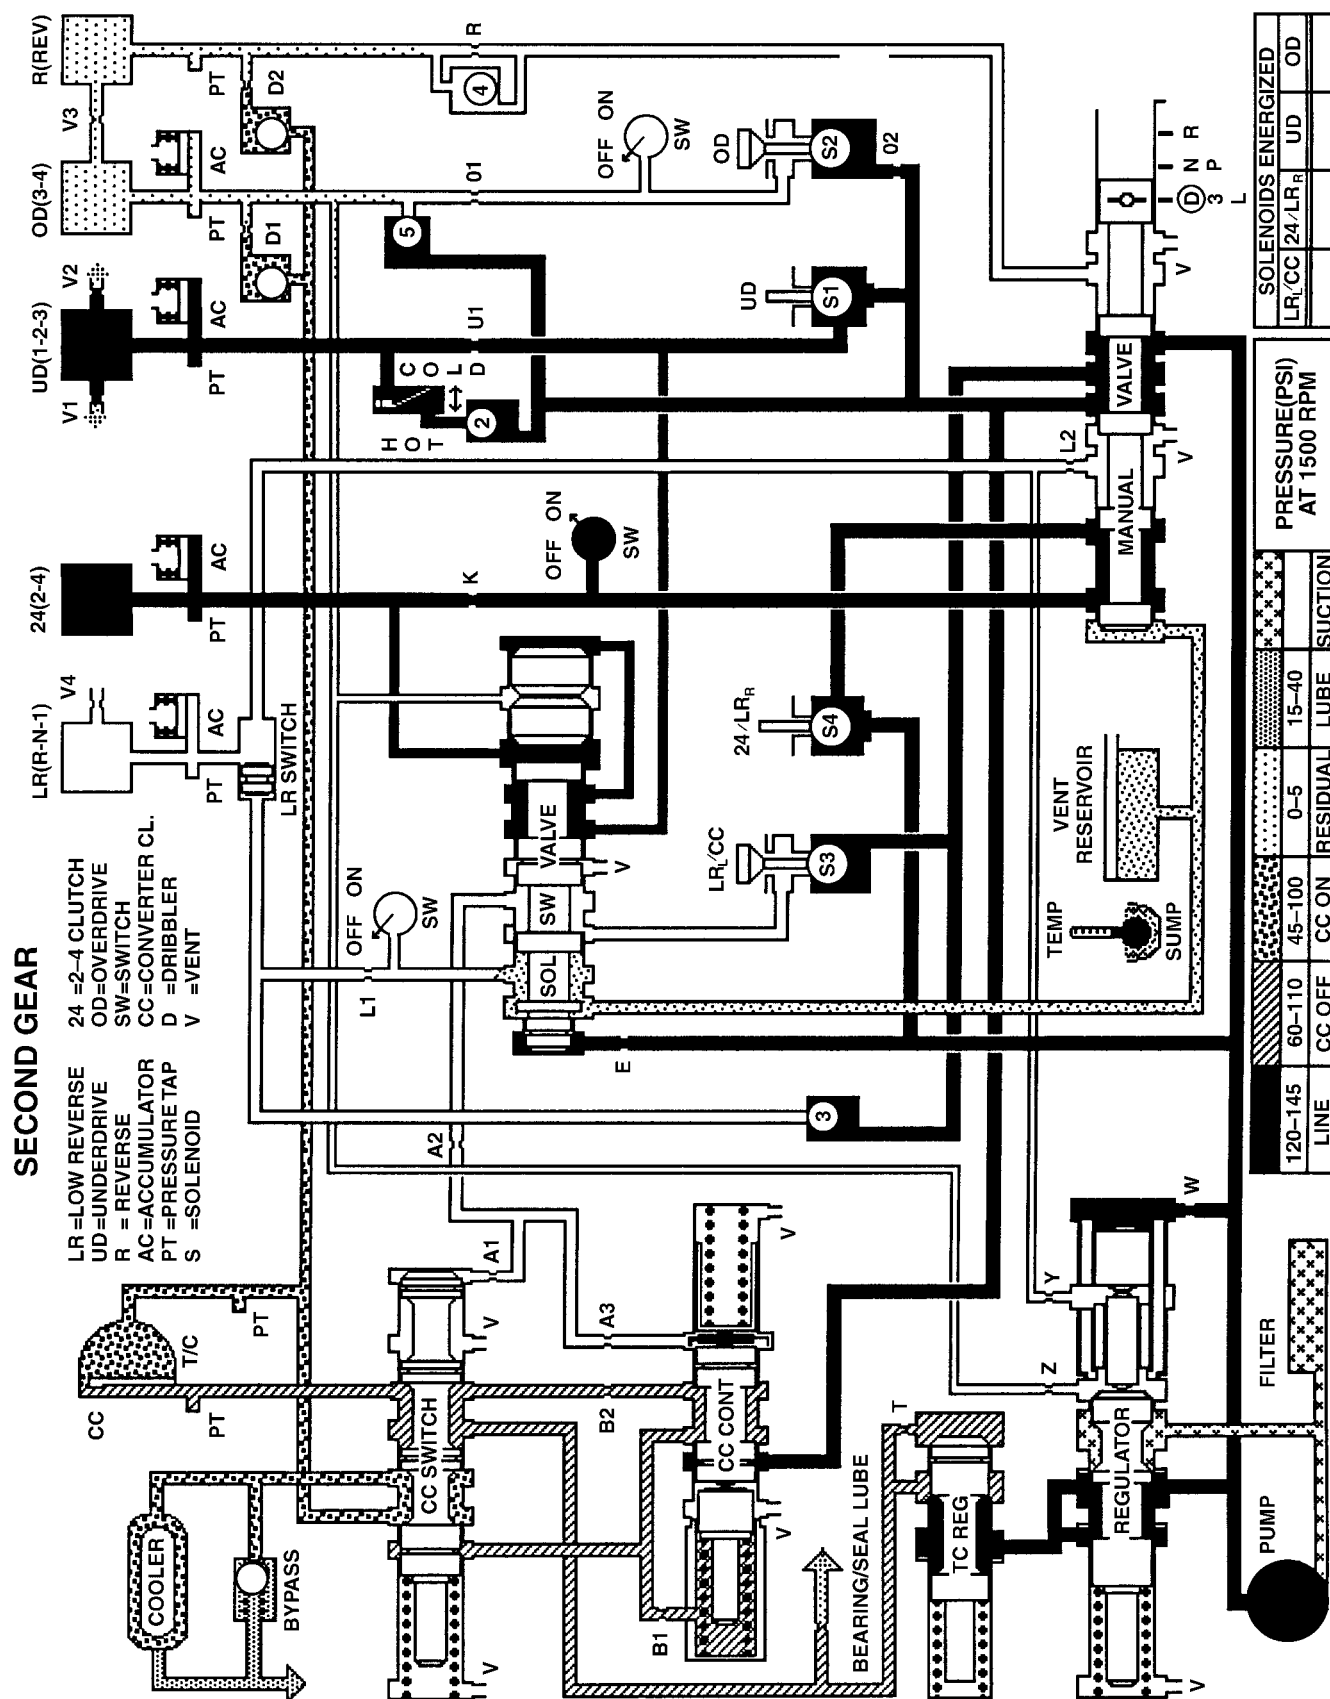 SECOND GEAR
LR =LOW REVERSE
UD=UNDERDRIVE
R = REVERSE
AC=ACCUMULATOR
PT =PRESSURE TAP
S =SOLENOID
24 =2-4 CLUTCH
OD=OVERDRIVE
SW=SWITCH
CC=CONVERTER CL.
D =DRIBBLER
V =VENT
LR(R-N-1)
V4
24(2-4)
UD(1-2-3)
V1
V2
OD(3-4)
V3
R(REV)
PT
AC
PT
AC
PT
AC
PT
AC
PT
D1
D2
LR SWITCH
CC
T/C
PT
PT
COOLER
BYPASS
CC SWITCH
V
V
A1
A2
A3
B1
B2
CC CONT
V
V
BEARING/SEAL LUBE
T
TC REG
REGULATOR
V
Z
Y
W
PUMP
FILTER
L1
OFF
ON
SW
SOL
SW
VALVE
V
E
3
K
OFF
ON
SW
HOT
COLD
2
U1
5
01
4
R
OFF
ON
SW
LRL/CC
S3
24/LRR
S4
UD
S1
OD
S2
02
TEMP
SUMP
VENT
RESERVOIR
L2
MANUAL
VALVE
V
V
D
3
L
N
P
R
120-145
LINE
60-110
CC OFF
45-100
CC ON
0-5
RESIDUAL
15-40
LUBE
SUCTION
PRESSURE(PSI)
AT 1500 RPM
SOLENOIDS ENERGIZED
LRL/CC
24/LRR
UD
OD